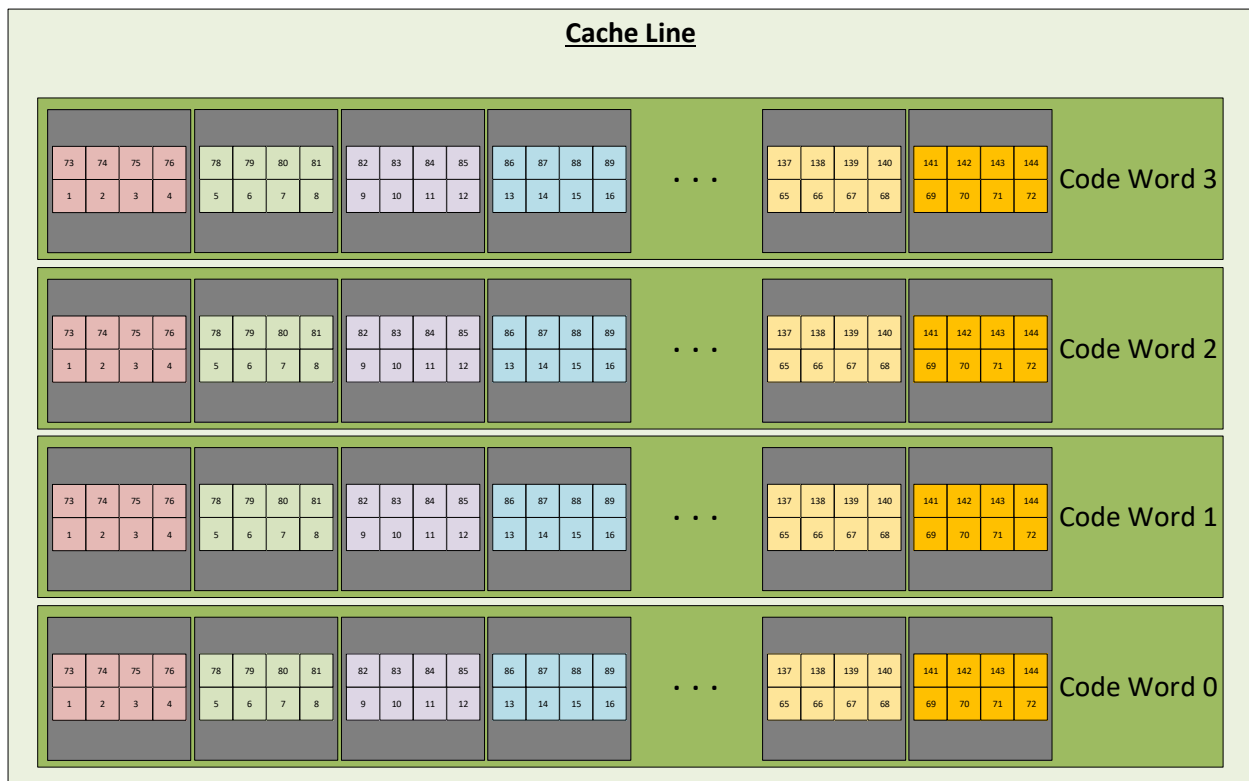 Cache Line
73 74 75 76 78 79 80 81 82 83 84 85 86 87 88 89 . . . 137 138 139 140 141 142 143 144
1 2 3 4 5 6 7 8 9 10 11 12 13 14 15 16 65 66 67 68 69 70 71 72
Code Word 3
73 74 75 76 78 79 80 81 82 83 84 85 86 87 88 89 . . . 137 138 139 140 141 142 143 144
1 2 3 4 5 6 7 8 9 10 11 12 13 14 15 16 65 66 67 68 69 70 71 72
Code Word 2
73 74 75 76 78 79 80 81 82 83 84 85 86 87 88 89 . . . 137 138 139 140 141 142 143 144
1 2 3 4 5 6 7 8 9 10 11 12 13 14 15 16 65 66 67 68 69 70 71 72
Code Word 1
73 74 75 76 78 79 80 81 82 83 84 85 86 87 88 89 . . . 137 138 139 140 141 142 143 144
1 2 3 4 5 6 7 8 9 10 11 12 13 14 15 16 65 66 67 68 69 70 71 72
Code Word 0